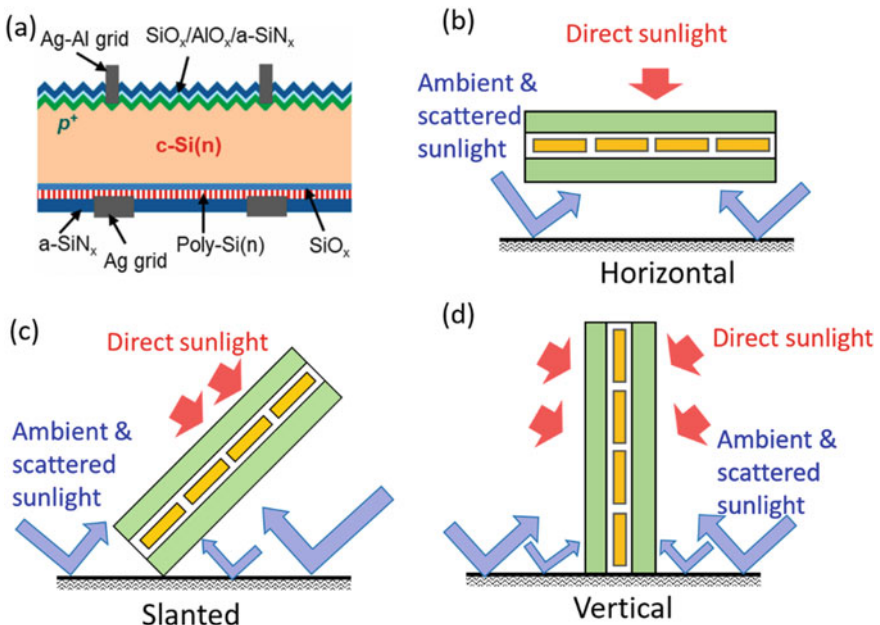 (a)
Ag-Al grid
SiOₓ/AlOₓ/a-SiNₓ
p⁺
c-Si(n)
a-SiNₓ
Ag grid
Poly-Si(n)
SiOₓ
(b)
Direct sunlight
Ambient &
scattered
sunlight
Horizontal
(c)
Direct sunlight
Ambient &
scattered
sunlight
Slanted
(d)
Direct sunlight
Ambient &
scattered
sunlight
Vertical